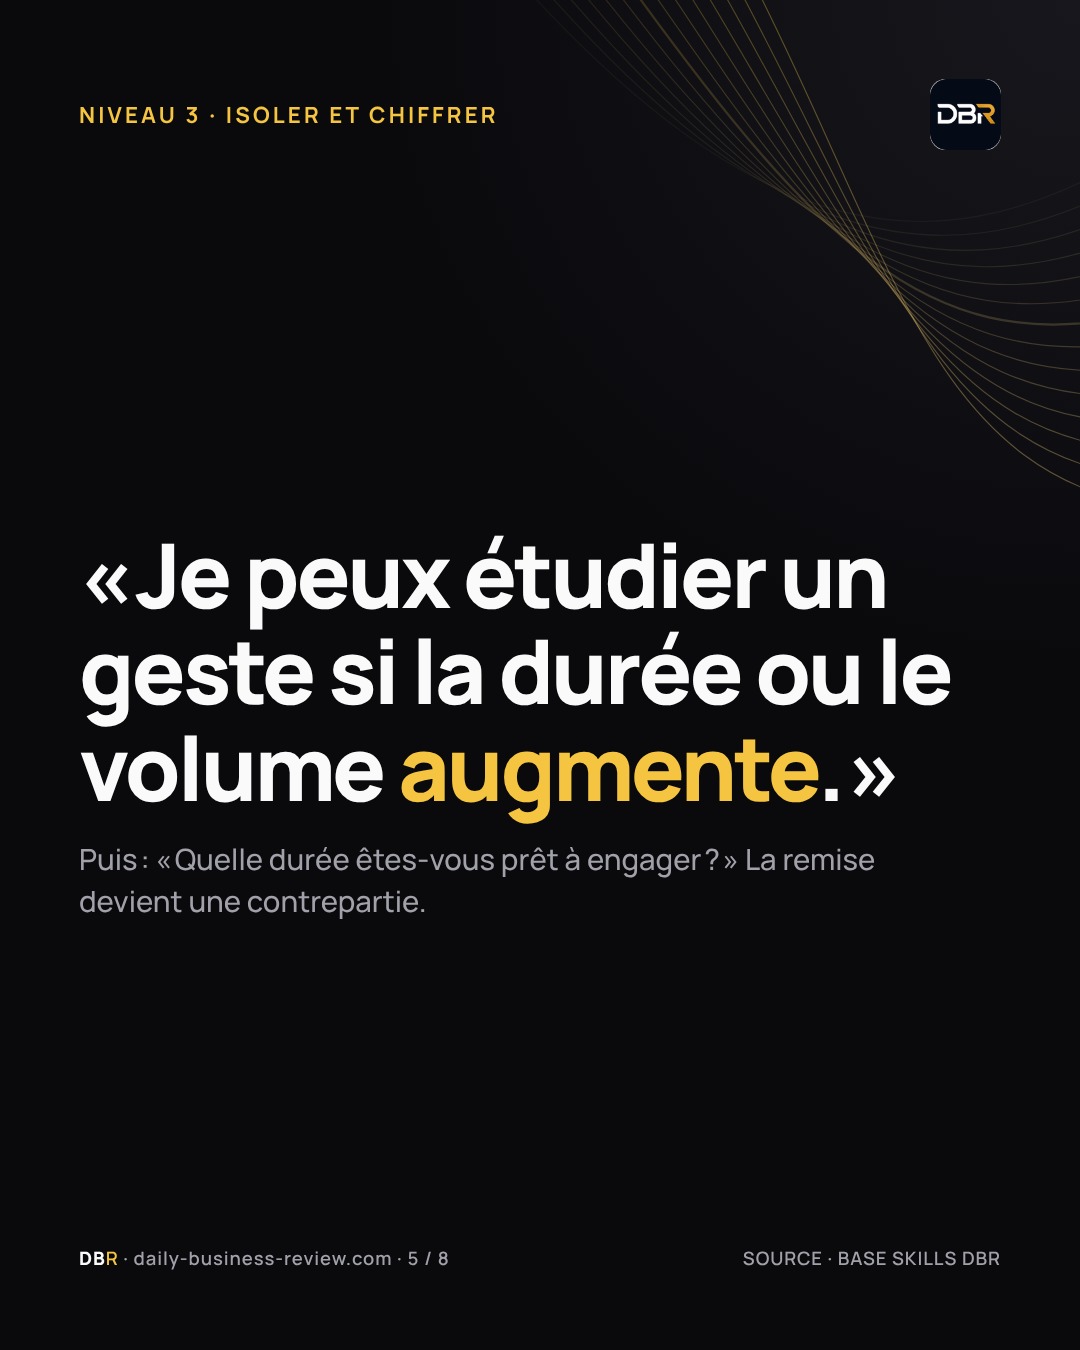 NIVEAU 3 · ISOLER ET CHIFFRER
DBR
« Je peux étudier un
geste si la durée ou le
volume augmente. »
Puis : « Quelle durée êtes-vous prêt à engager ? » La remise
devient une contrepartie.
DBR · daily-business-review.com · 5 / 8
SOURCE · BASE SKILLS DBR